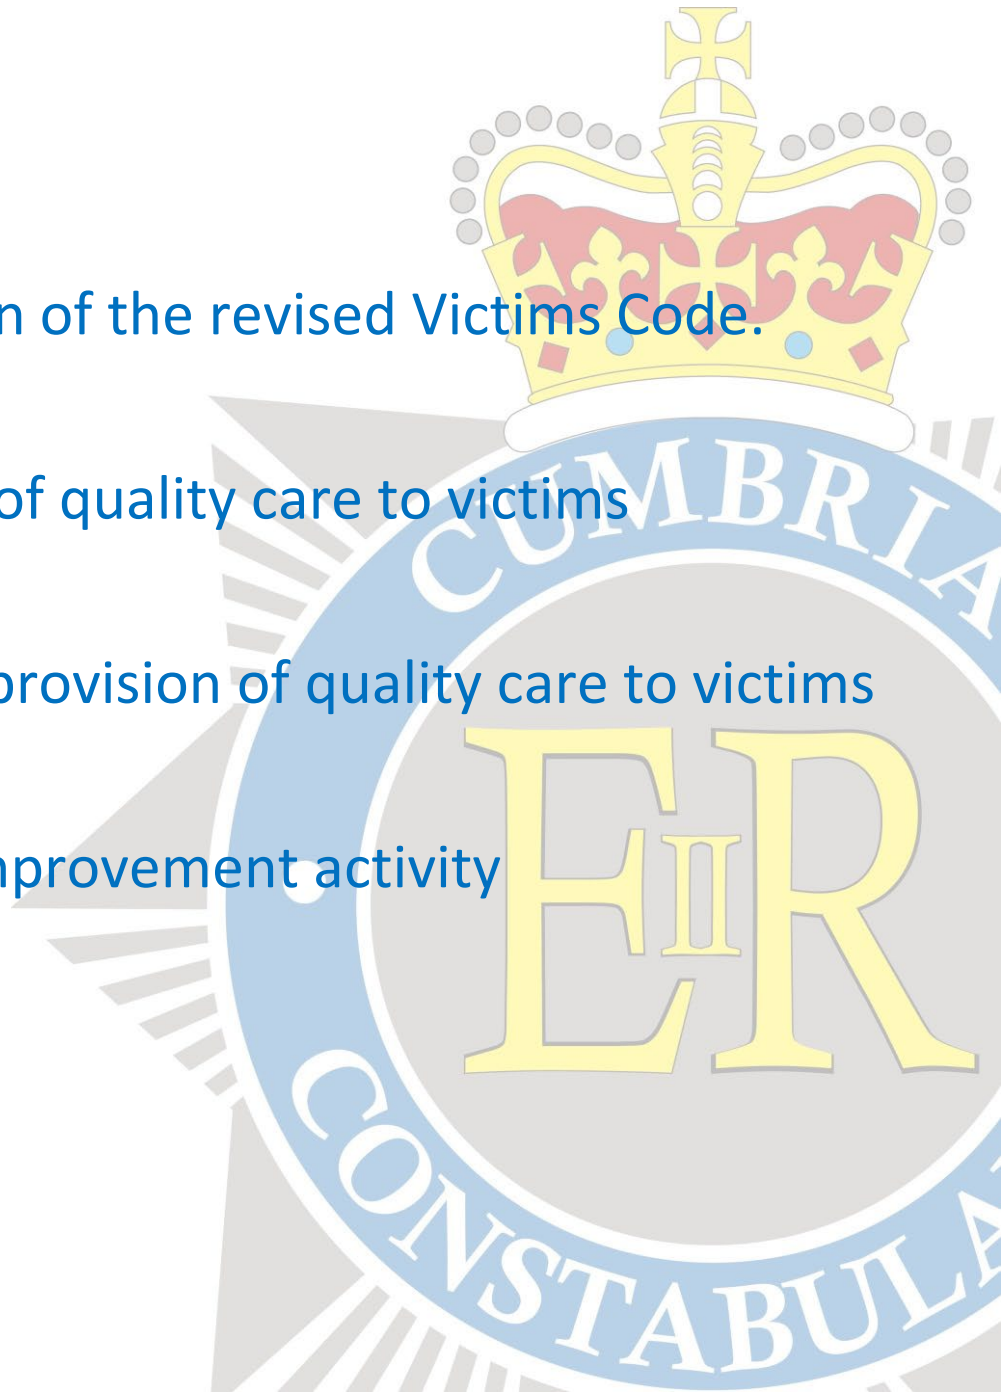 n of the revised Victims Code.
of quality care to victims
provision of quality care to victims
mprovement activity
CUMBRIA
EIIR
CONSTABULA